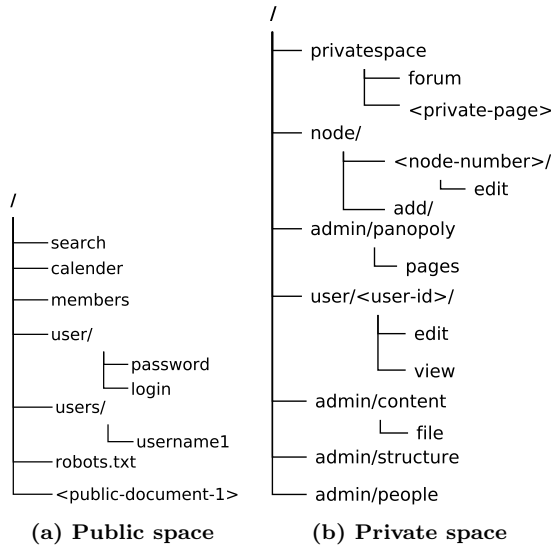 /
search
calender
members
user/
password
login
users/
username1
robots.txt
<public-document-1>
(a) Public space
/
privatespace
forum
<private-page>
node/
<node-number>/
edit
add/
admin/panopoly
pages
user/<user-id>/
edit
view
admin/content
file
admin/structure
admin/people
(b) Private space